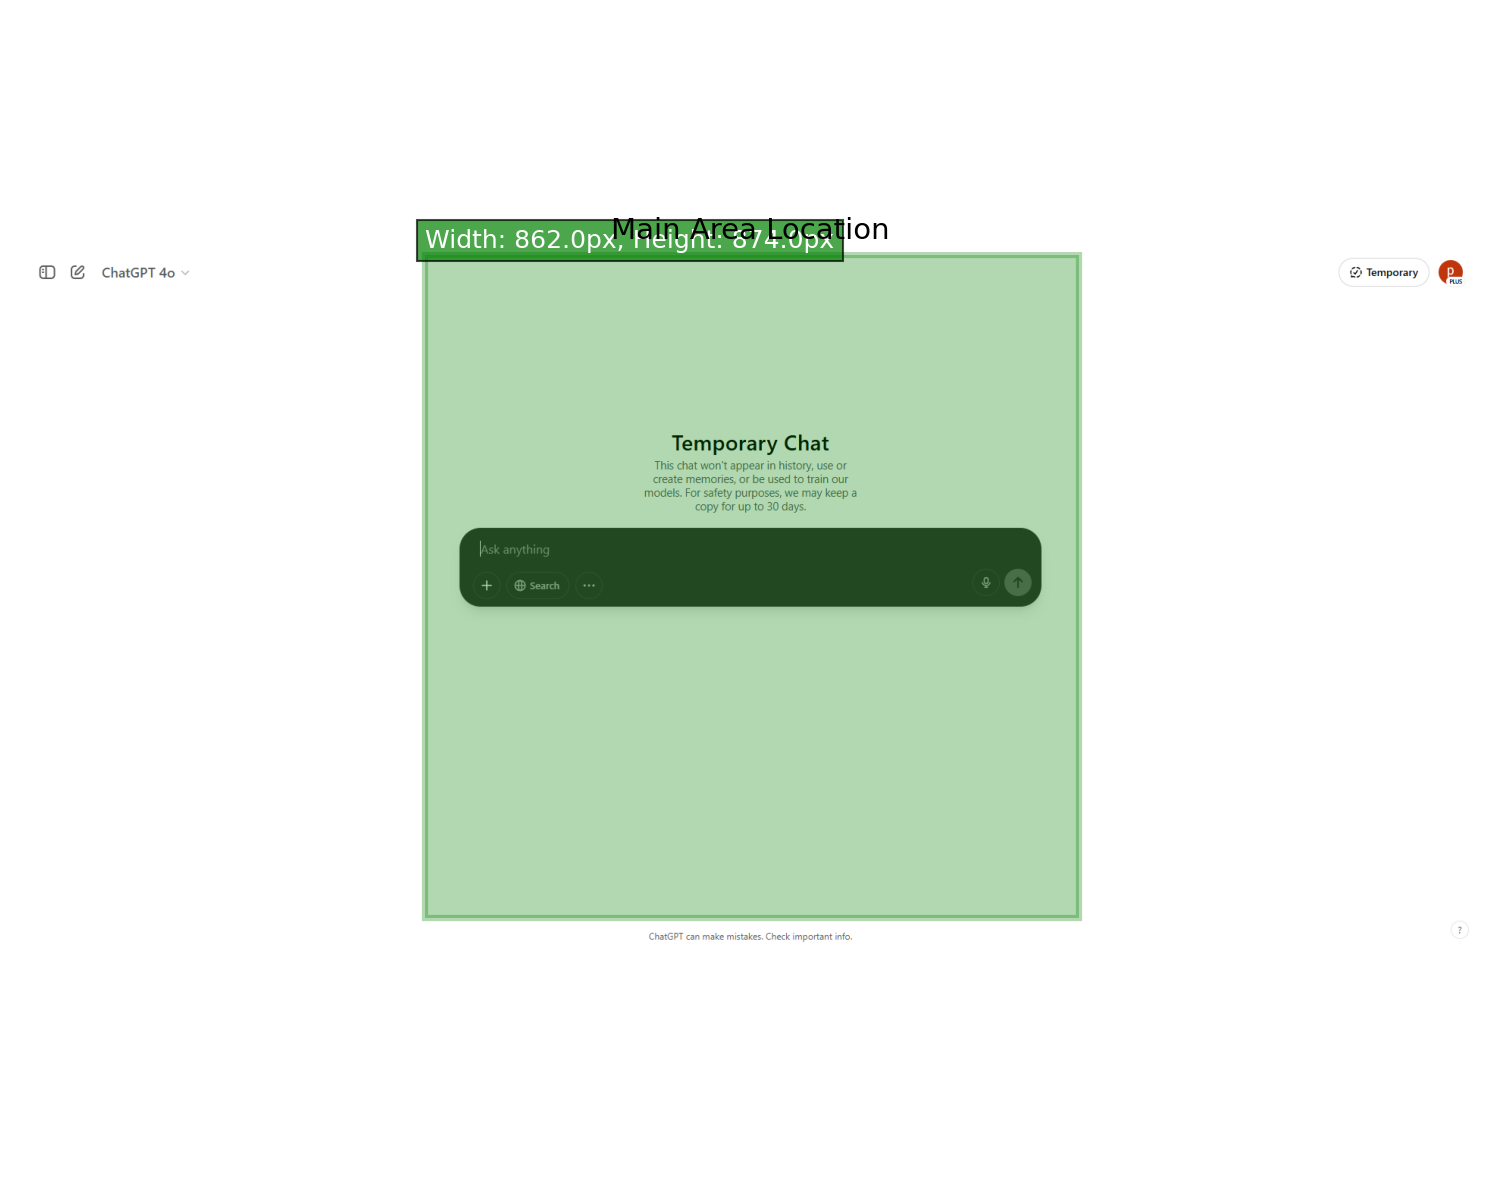 Main Area Location
Width: 862.0px, Height: 874.0px
ChatGPT 4o
Temporary
p
PLUS
Temporary Chat
This chat won't appear in history, use or
create memories, or be used to train our
models. For safety purposes, we may keep a
copy for up to 30 days.
Ask anything
Search
ChatGPT can make mistakes. Check important info.
?